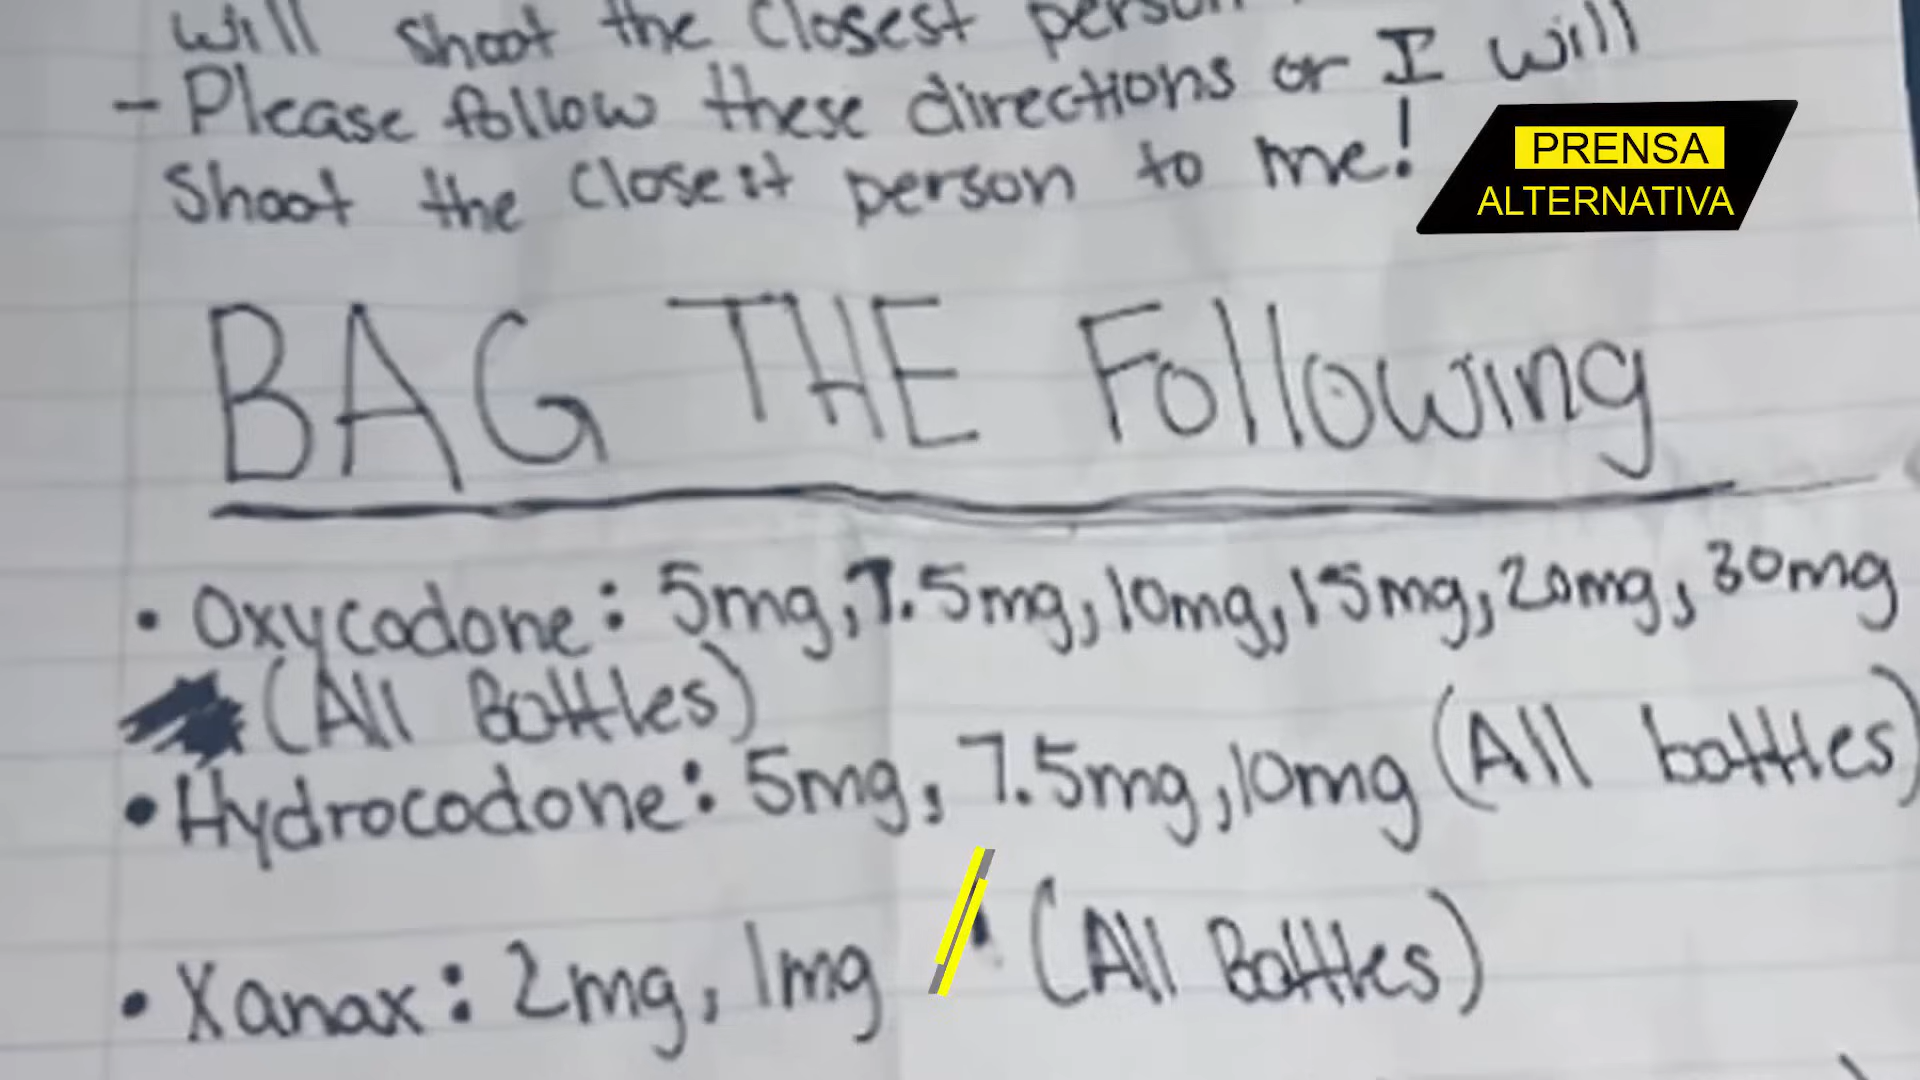 will shoot the closest person
- Please follow these directions or I will
shoot the closest person to me!
PRENSA
ALTERNATIVA
BAG THE Following
• Oxycodone: 5mg, 7.5mg, 10mg, 15mg, 20mg, 30mg
(All Bottles)
• Hydrocodone: 5mg, 7.5mg, 10mg (All bottles)
• Xanax: 2mg, 1mg (All Bottles)